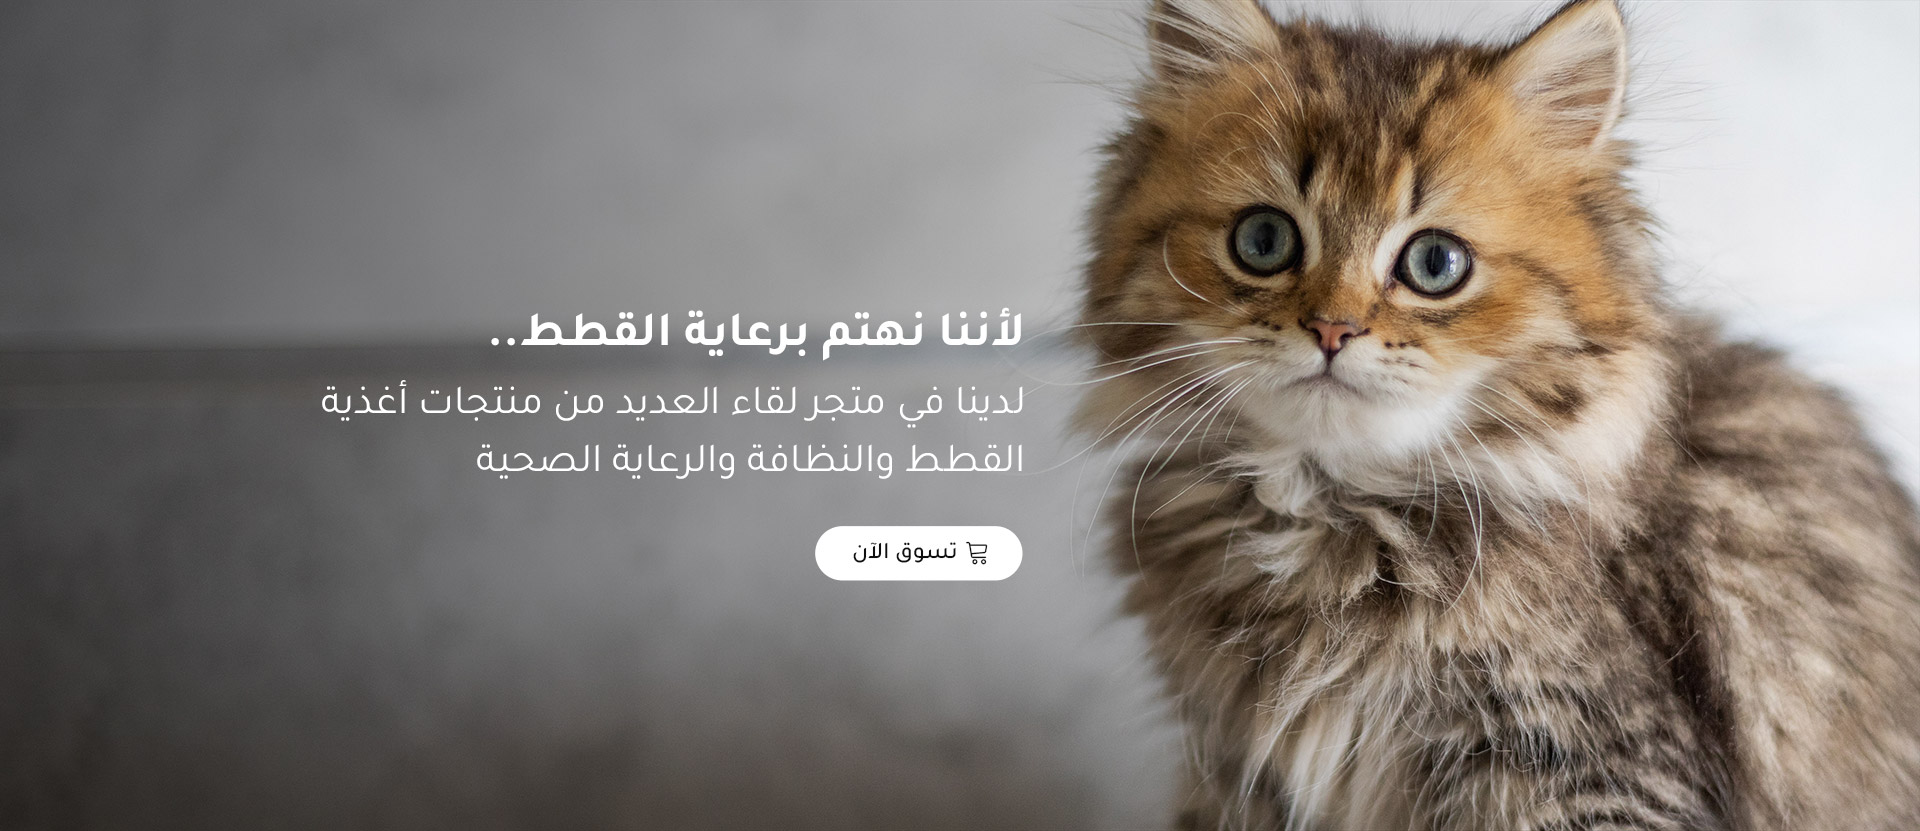 لأننا نهتم برعاية القطط..
لدينا في متجر لقاء العديد من منتجات أغذية
القطط والنظافة والرعاية الصحية
تسوق الآن